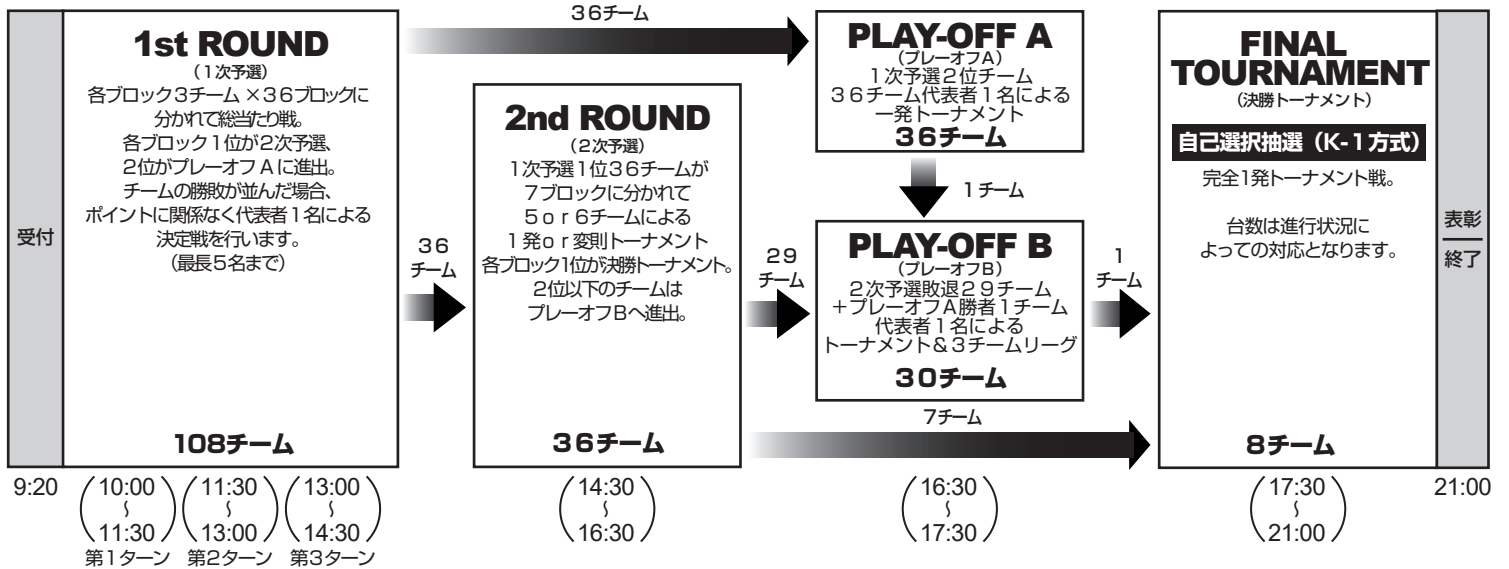 受付
1st ROUND
(1次予選)
各ブロック3チーム×36ブロックに
分かれて総当たり戦。
各ブロック1位が2次予選、
2位がプレーオフAに進出。
チームの勝敗が並んだ場合、
ポイントに関係なく代表者1名による
決定戦を行います。
(最長5名まで)
108チーム
36チーム
36
チーム
2nd ROUND
(2次予選)
1次予選1位36チームが
7ブロックに分かれて
5or6チームによる
1発or変則トーナメント
各ブロック1位が決勝トーナメント。
2位以下のチームは
プレーオフBへ進出。
36チーム
PLAY-OFF A
(プレーオフA)
1次予選2位チーム
36チーム代表者1名による
一発トーナメント
36チーム
1チーム
29
チーム
PLAY-OFF B
(プレーオフB)
2次予選敗退29チーム
+プレーオフA勝者1チーム
代表者1名による
トーナメント&3チームリーグ
30チーム
1
チーム
7チーム
FINAL
TOURNAMENT
(決勝トーナメント)
自己選択抽選(K-1方式)
完全1発トーナメント戦。
台数は進行状況に
よっての対応となります。
8チーム
表彰
終了
9:20
10:00
〜
11:30
第1ターン
11:30
〜
13:00
第2ターン
13:00
〜
14:30
第3ターン
14:30
〜
16:30
16:30
〜
17:30
17:30
〜
21:00
21:00